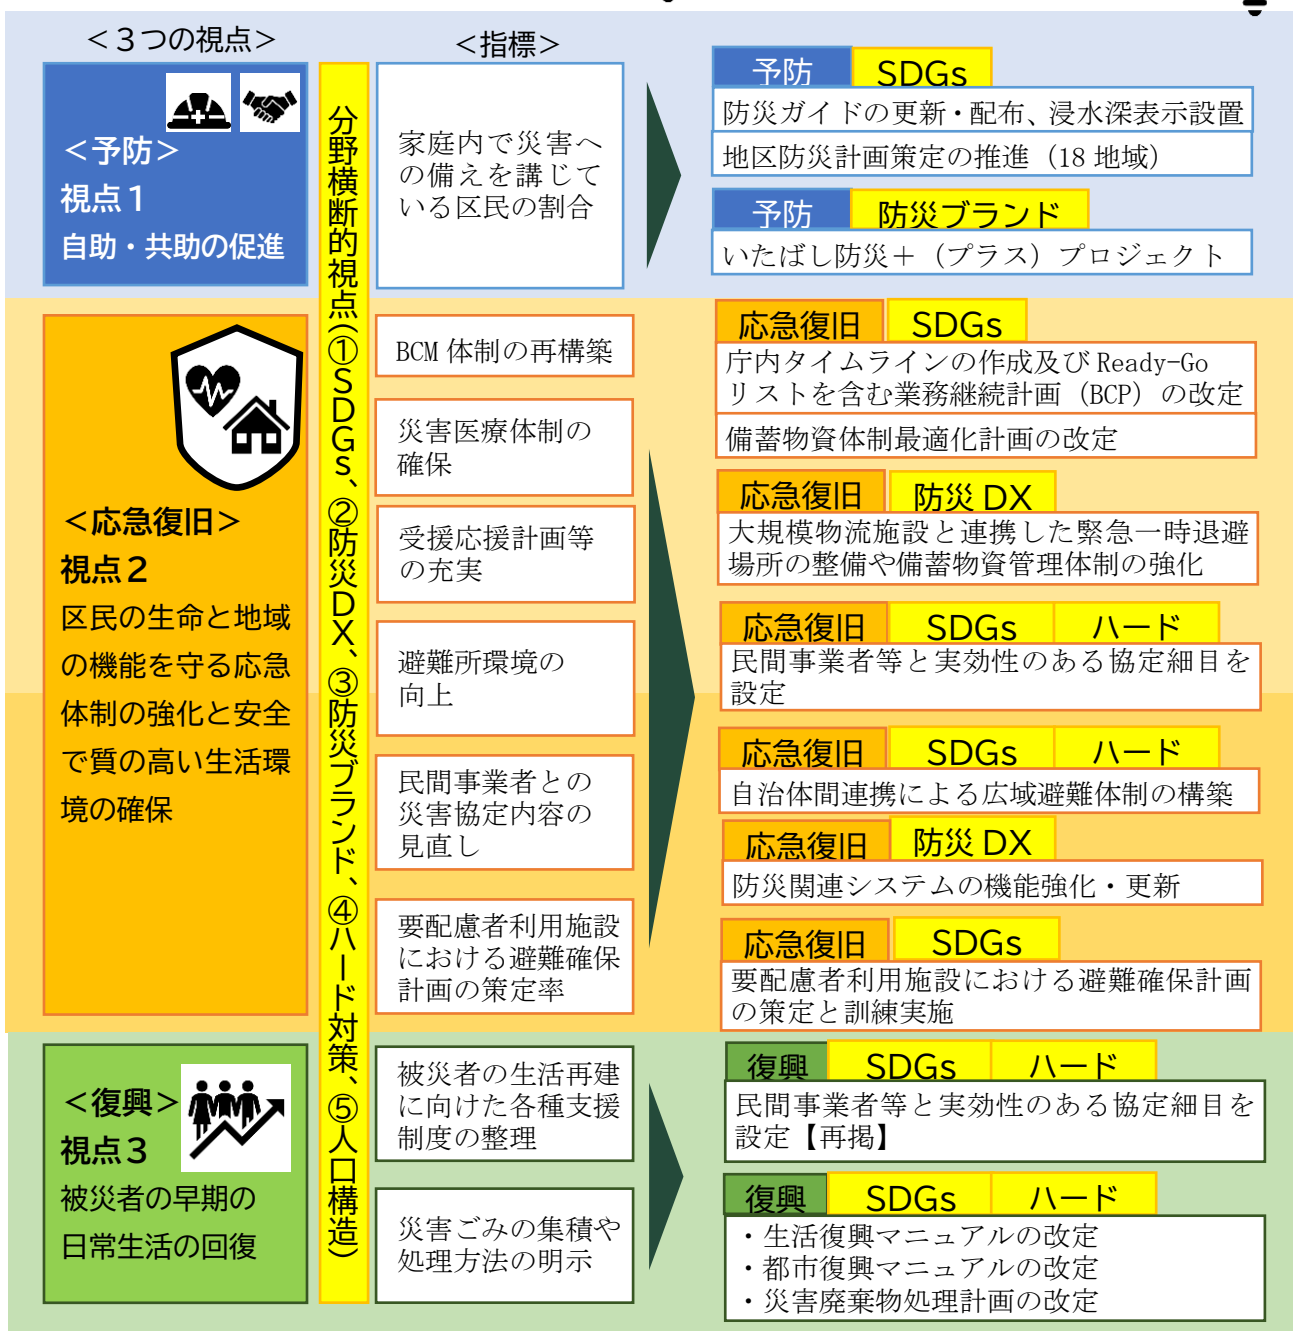 ＜３つの視点＞
＜予防＞
視点１
自助・共助の促進
＜応急復旧＞
視点２
区民の生命と地域
の機能を守る応急
体制の強化と安全
で質の高い生活環
境の確保
＜復興＞
視点３
被災者の早期の
日常生活の回復
分野横断的視点（①ＳＤＧｓ、②防災ＤＸ、③防災ブランド、④ハード対策、⑤人口構造）
＜指標＞
家庭内で災害へ
の備えを講じて
いる区民の割合
BCM 体制の再構築
災害医療体制の
確保
受援応援計画等
の充実
避難所環境の
向上
民間事業者との
災害協定内容の
見直し
要配慮者利用施設
における避難確保
計画の策定率
被災者の生活再建
に向けた各種支援
制度の整理
災害ごみの集積や
処理方法の明示
予防 SDGs
防災ガイドの更新・配布、浸水深表示設置
地区防災計画策定の推進（18 地域）
予防 防災ブランド
いたばし防災＋（プラス）プロジェクト
応急復旧 SDGs
庁内タイムラインの作成及び Ready-Go
リストを含む業務継続計画（BCP）の改定
備蓄物資体制最適化計画の改定
応急復旧 防災 DX
大規模物流施設と連携した緊急一時退避
場所の整備や備蓄物資管理体制の強化
応急復旧 SDGs ハード
民間事業者等と実効性のある協定細目を
設定
応急復旧 SDGs ハード
自治体間連携による広域避難体制の構築
応急復旧 防災 DX
防災関連システムの機能強化・更新
応急復旧 SDGs
要配慮者利用施設における避難確保計画
の策定と訓練実施
復興 SDGs ハード
民間事業者等と実効性のある協定細目を
設定【再掲】
復興 SDGs ハード
・生活復興マニュアルの改定
・都市復興マニュアルの改定
・災害廃棄物処理計画の改定